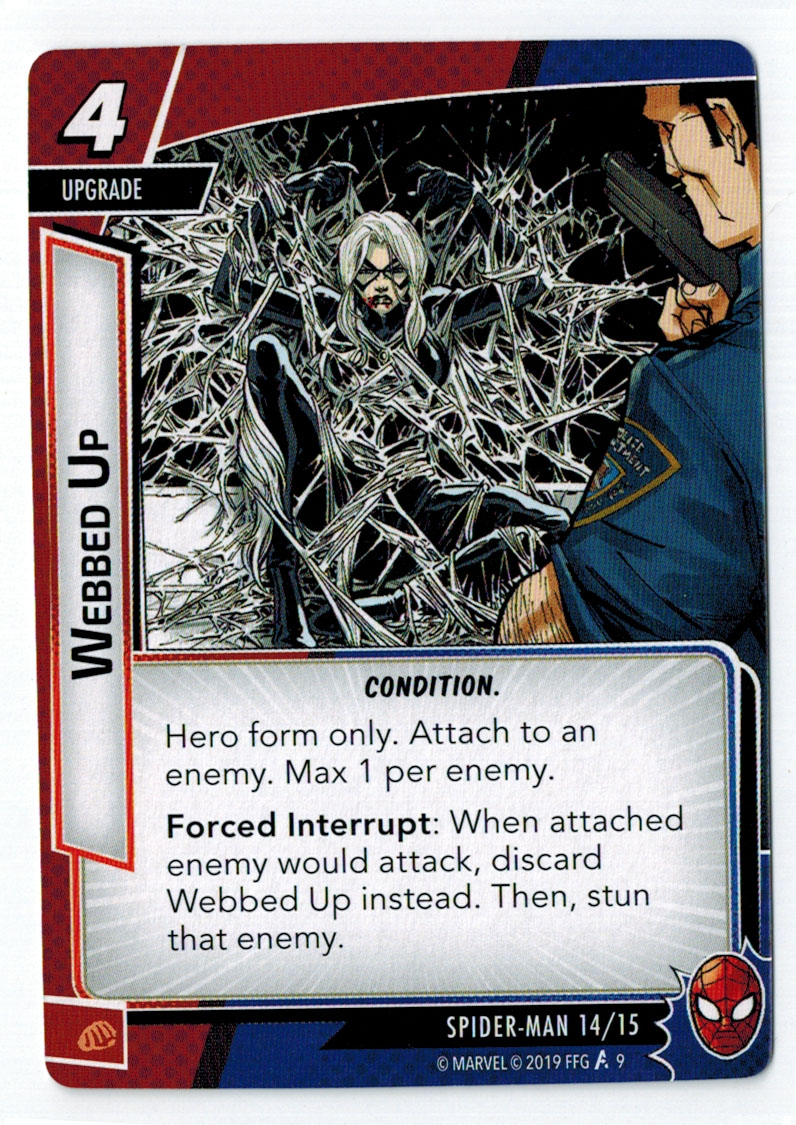 4
UPGRADE
WEBBED UP
CONDITION.
Hero form only. Attach to an
enemy. Max 1 per enemy.
Forced Interrupt: When attached
enemy would attack, discard
Webbed Up instead. Then, stun
that enemy.
SPIDER-MAN 14/15
© MARVEL © 2019 FFG 9